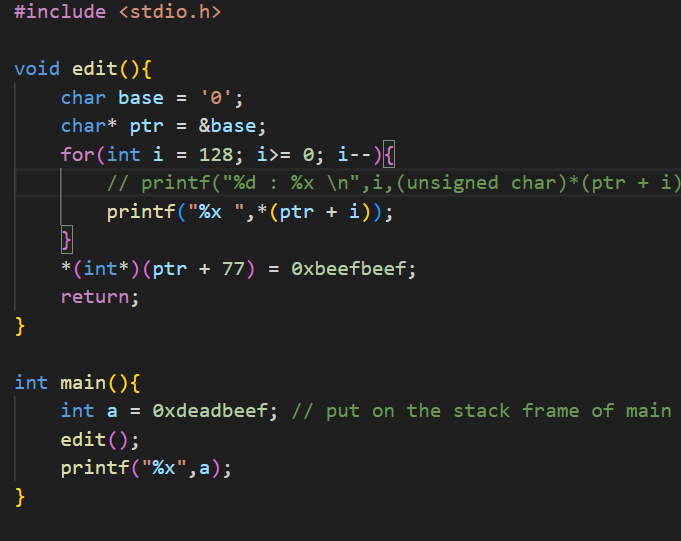 #include <stdio.h>
void edit(){
    char base = '0';
    char* ptr = &base;
    for(int i = 128; i>= 0; i--){
        // printf("%d : %x \n",i,(unsigned char)*(ptr + i)
        printf("%x ",*(ptr + i));
    }
    *(int*)(ptr + 77) = 0xbeefbeef;
    return;
}
int main(){
    int a = 0xdeadbeef; // put on the stack frame of main
    edit();
    printf("%x",a);
}